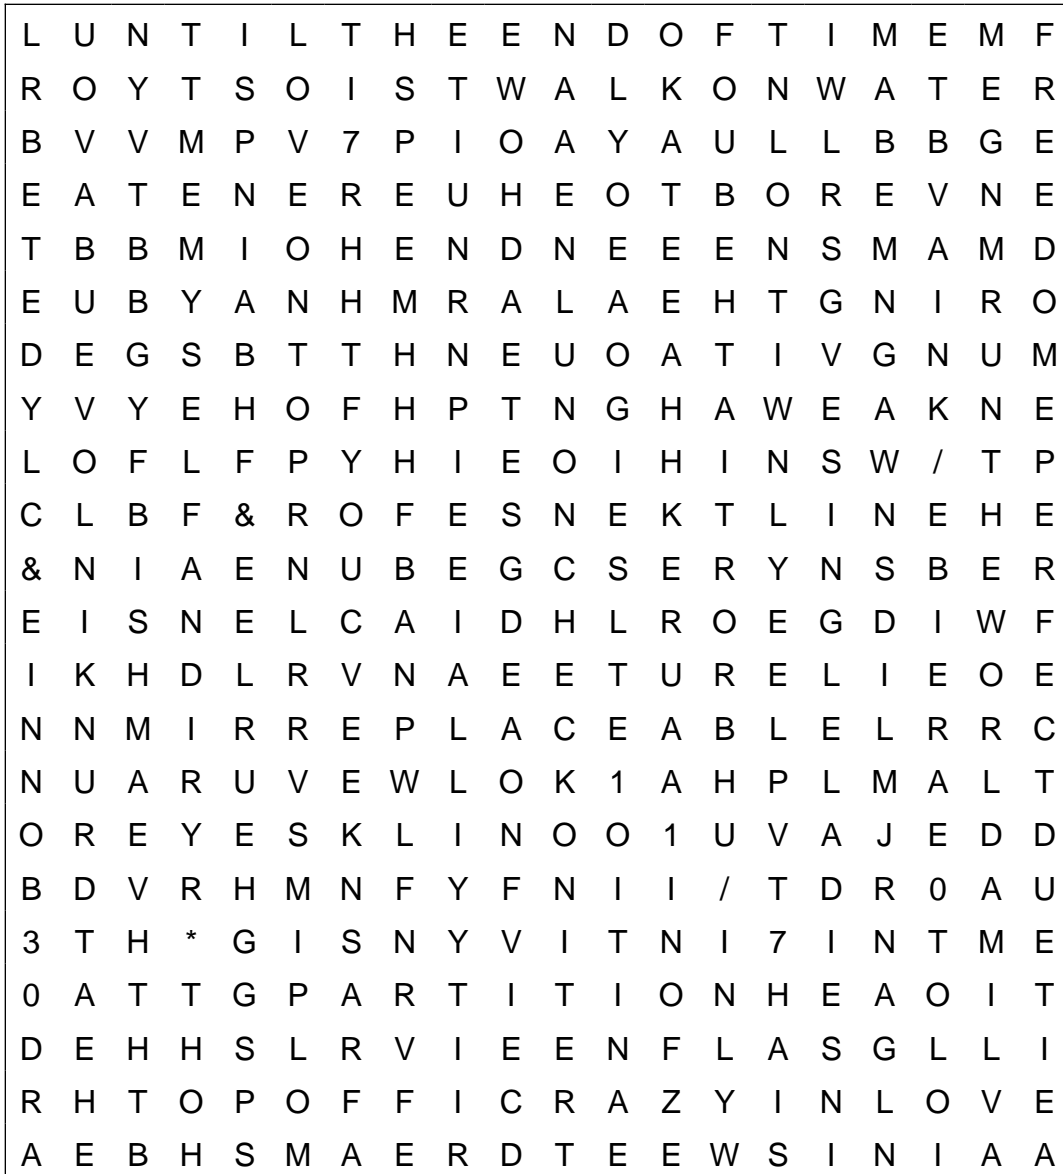 L U N T I L T H E E N D O F T I M E M F
R O Y T S O I S T W A L K O N W A T E R
B V V M P V 7 P I O A Y A U L L B B G E
E A T E N E R E U H E O T B O R E V N E
T B B M I O H E N D N E E E N S M A M D
E U B Y A N H M R A L A E H T G N I R O
D E G S B T T H N E U O A T I V G N U M
Y V Y E H O F H P T N G H A W E A K N E
L O F L F P Y H I E O I H I N S W / T P
C L B F & R O F E S N E K T L I N E H E
& N I A E N U B E G C S E R Y N S B E R
E I S N E L C A I D H L R O E G D I W F
I K H D L R V N A E E T U R E L I E O E
N N M I R R E P L A C E A B L E L R R C
N U A R U V E W L O K 1 A H P L M A L T
O R E Y E S K L I N O O 1 U V A J E D D
B D V R H M N F Y F N I I / T D R 0 A U
3 T H * G I S N Y V I T N I 7 I N T M E
0 A T T G P A R T I T I O N H E A O I T
D E H H S L R V I E E N F L A S G L L I
R H T O P O F F I C R A Z Y I N L O V E
A E B H S M A E R D T E E W S I N I A A